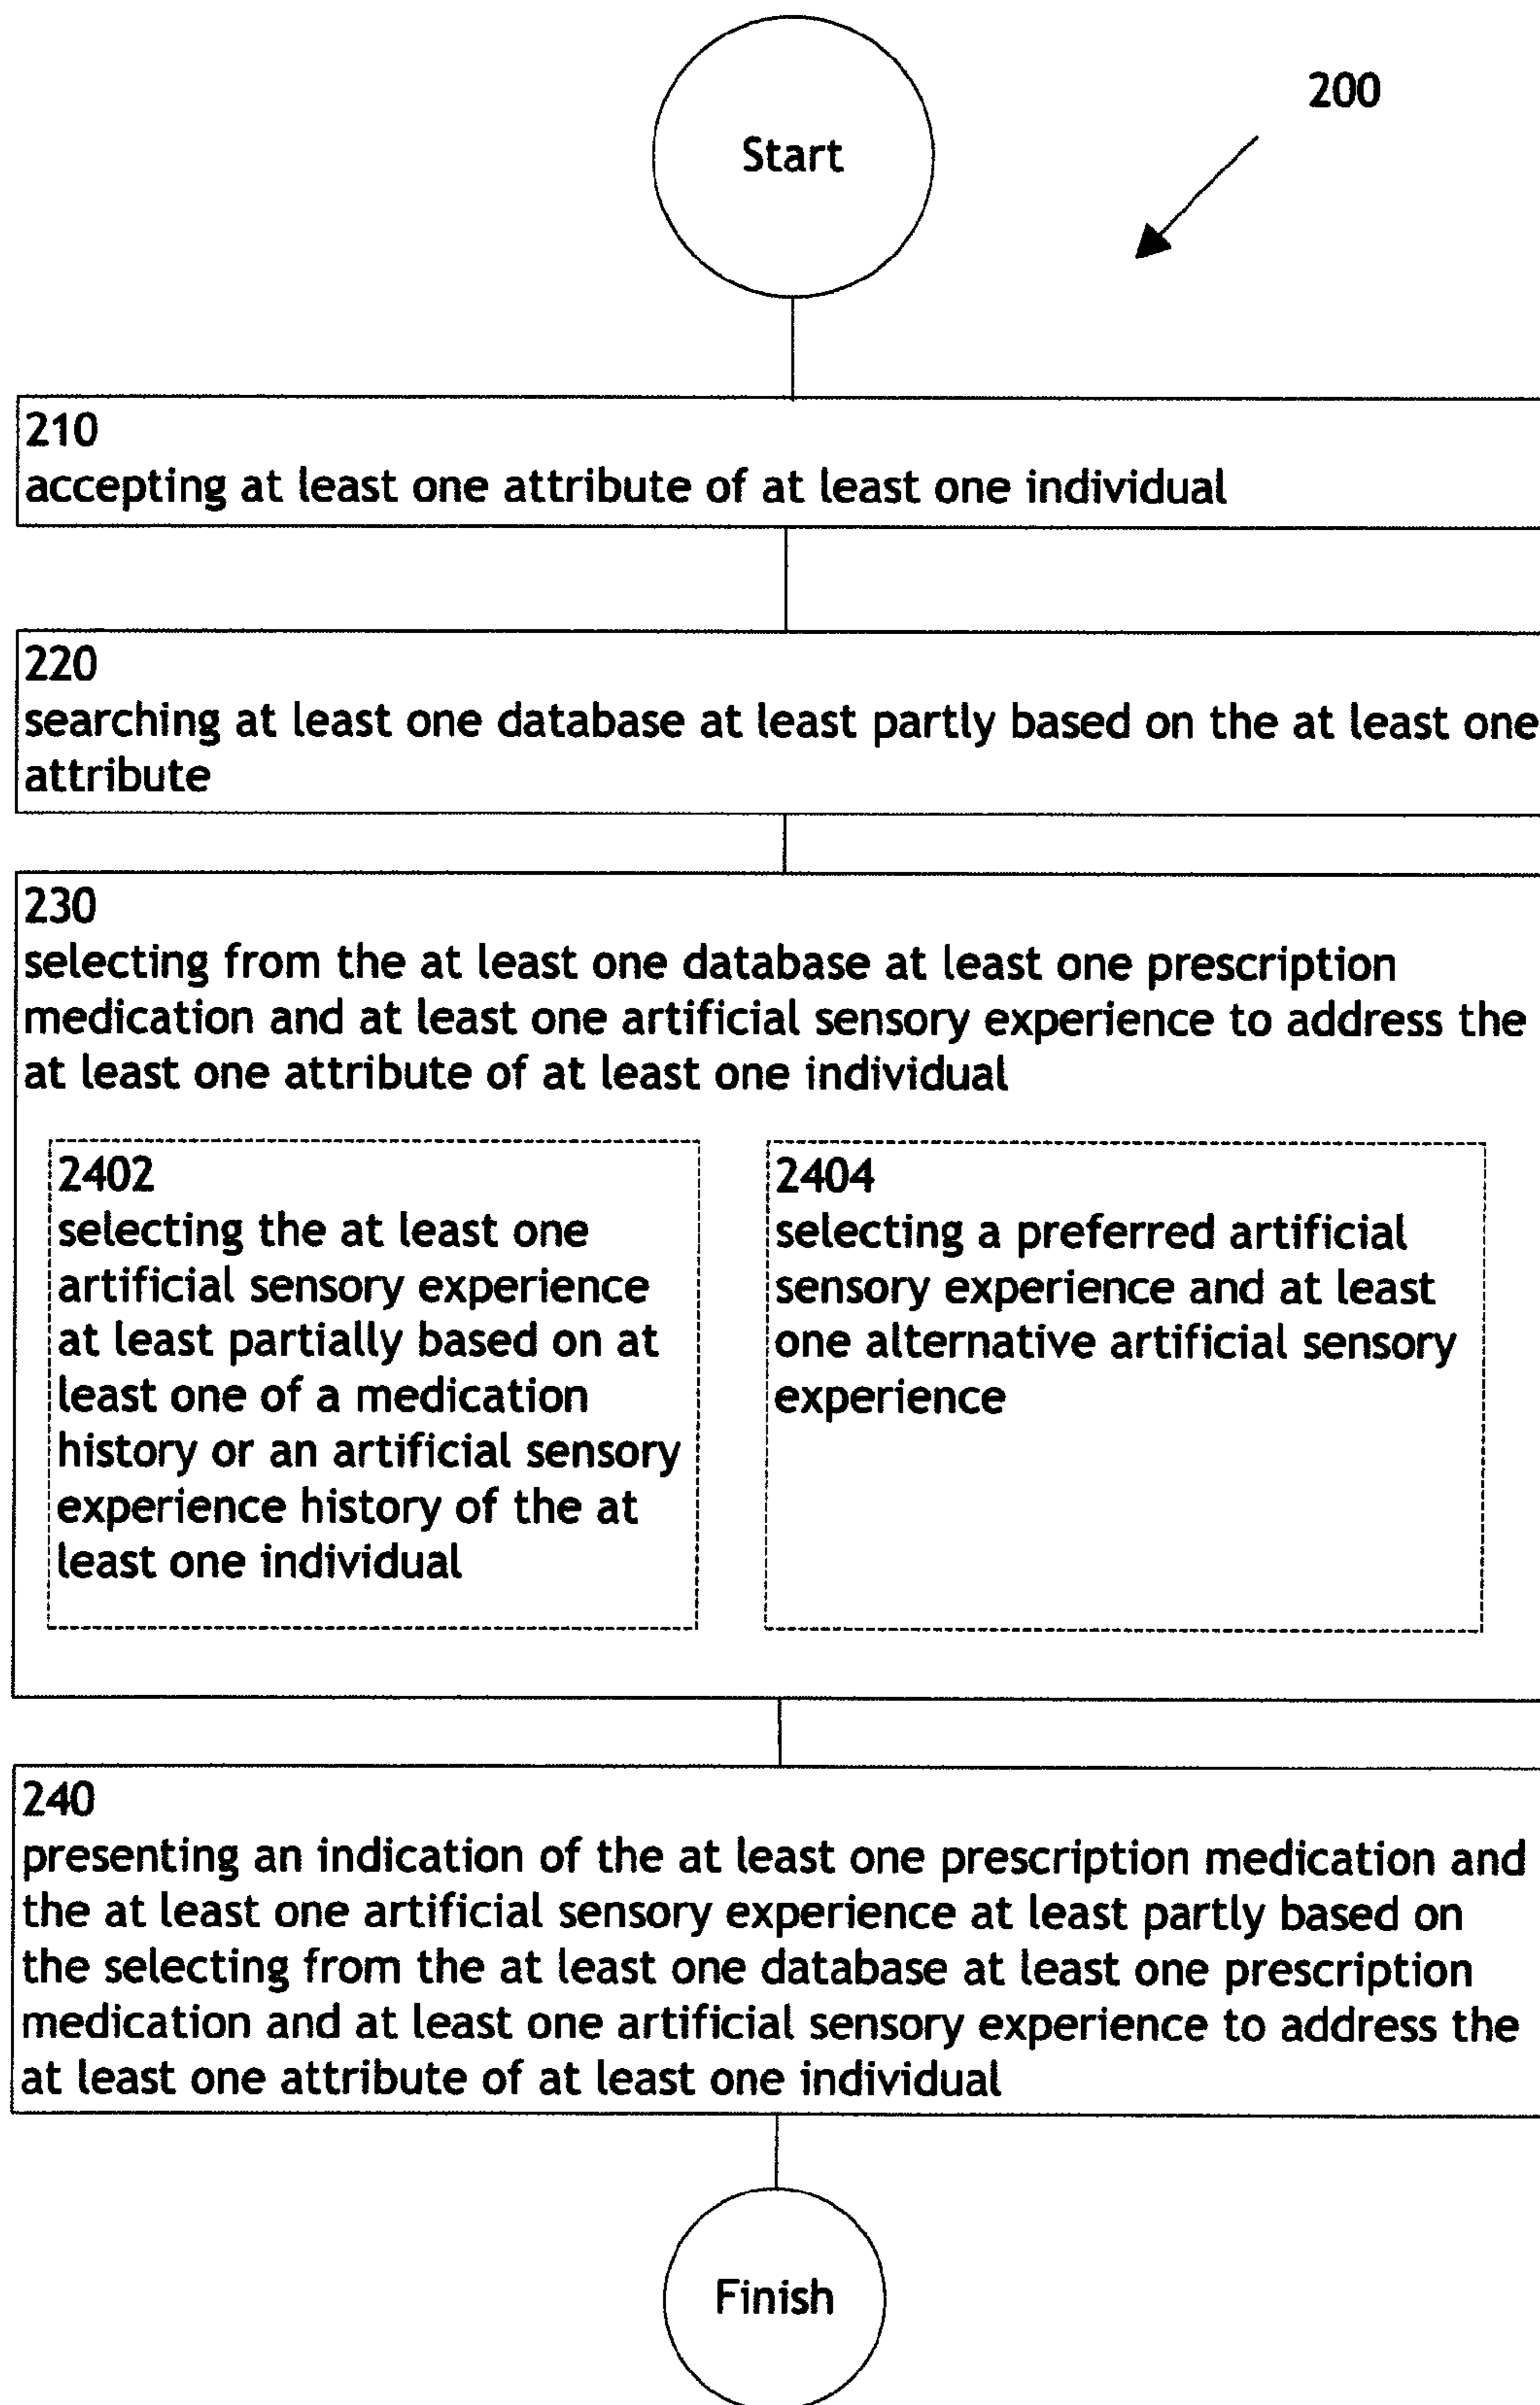 Start
200
210
accepting at least one attribute of at least one individual
220
searching at least one database at least partly based on the at least one
attribute
230
selecting from the at least one database at least one prescription
medication and at least one artificial sensory experience to address the
at least one attribute of at least one individual
2402
selecting the at least one
artificial sensory experience
at least partially based on at
least one of a medication
history or an artificial sensory
experience history of the at
least one individual
2404
selecting a preferred artificial
sensory experience and at least
one alternative artificial sensory
experience
240
presenting an indication of the at least one prescription medication and
the at least one artificial sensory experience at least partly based on
the selecting from the at least one database at least one prescription
medication and at least one artificial sensory experience to address the
at least one attribute of at least one individual
Finish